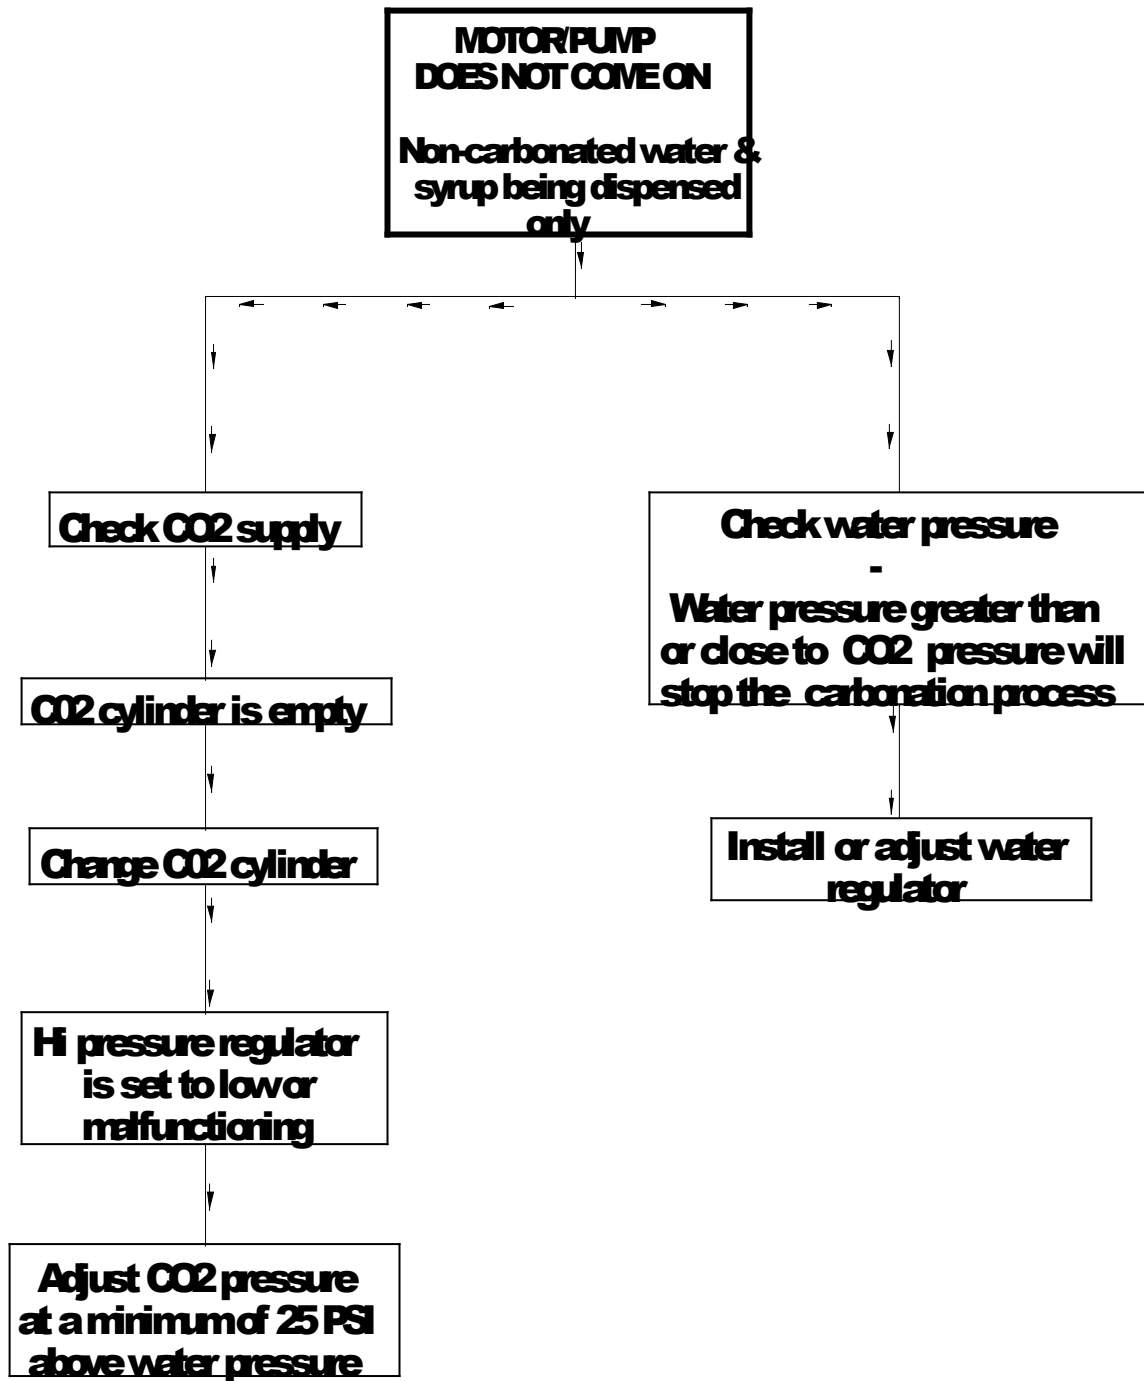 MOTOR/PUMP
DOES NOT COME ON
Non-carbonated water &
syrup being dispensed
only
Check CO2 supply
C02 cylinder is empty
Change C02 cylinder
Hi pressure regulator
is set to low or
malfunctioning
Adjust CO2 pressure
at a minimum of 25 PSI
above water pressure
Check water pressure
-
Water pressure greater than
or close to CO2 pressure will
stop the carbonation process
Install or adjust water
regulator